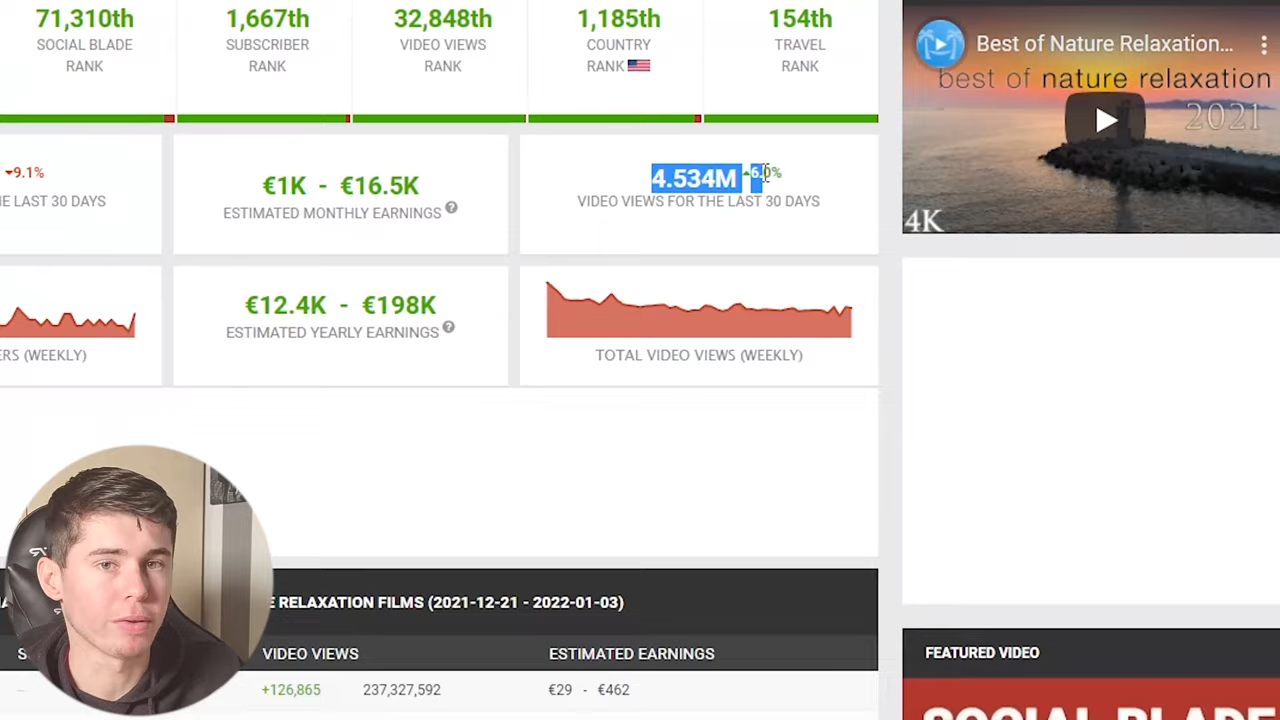 71,310th
SOCIAL BLADE
RANK
1,667th
SUBSCRIBER
RANK
32,848th
VIDEO VIEWS
RANK
1,185th
COUNTRY
RANK
154th
TRAVEL
RANK
9.1%
E LAST 30 DAYS
€1K - €16.5K
ESTIMATED MONTHLY EARNINGS ?
4.534M 6.0%
VIDEO VIEWS FOR THE LAST 30 DAYS
ERS (WEEKLY)
€12.4K - €198K
ESTIMATED YEARLY EARNINGS ?
TOTAL VIDEO VIEWS (WEEKLY)
Best of Nature Relaxation...
best of nature relaxation
2021
4K
E RELAXATION FILMS (2021-12-21 - 2022-01-03)
S
VIDEO VIEWS
ESTIMATED EARNINGS
+126,865
237,327,592
€29 - €462
FEATURED VIDEO
SOCIAL BLADE